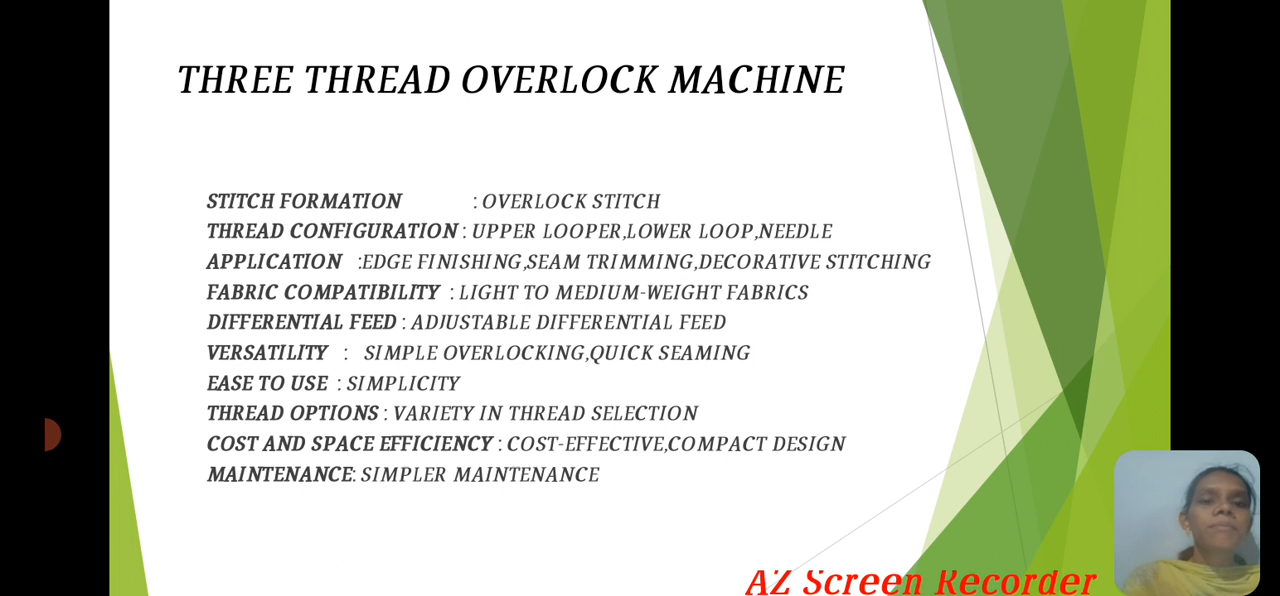 THREE THREAD OVERLOCK MACHINE
STITCH FORMATION : OVERLOCK STITCH
THREAD CONFIGURATION : UPPER LOOPER,LOWER LOOP,NEEDLE
APPLICATION :EDGE FINISHING,SEAM TRIMMING,DECORATIVE STITCHING
FABRIC COMPATIBILITY : LIGHT TO MEDIUM-WEIGHT FABRICS
DIFFERENTIAL FEED : ADJUSTABLE DIFFERENTIAL FEED
VERSATILITY : SIMPLE OVERLOCKING,QUICK SEAMING
EASE TO USE : SIMPLICITY
THREAD OPTIONS : VARIETY IN THREAD SELECTION
COST AND SPACE EFFICIENCY : COST-EFFECTIVE,COMPACT DESIGN
MAINTENANCE: SIMPLER MAINTENANCE
AZ Screen Recorder